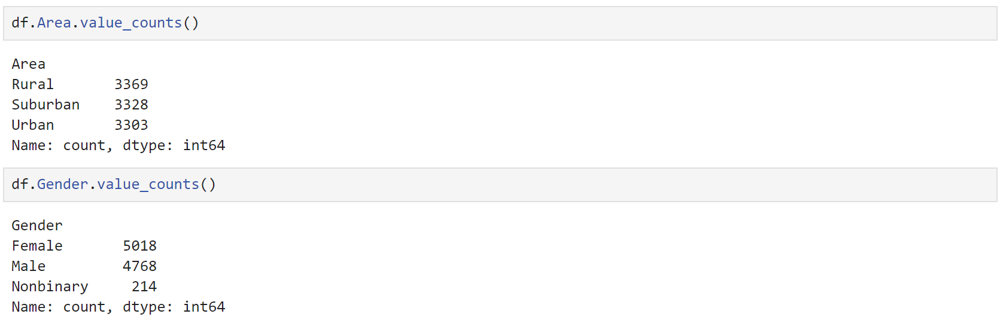 df.Area.value_counts()
Area
Rural       3369
Suburban    3328
Urban       3303
Name: count, dtype: int64
df.Gender.value_counts()
Gender
Female       5018
Male         4768
Nonbinary     214
Name: count, dtype: int64